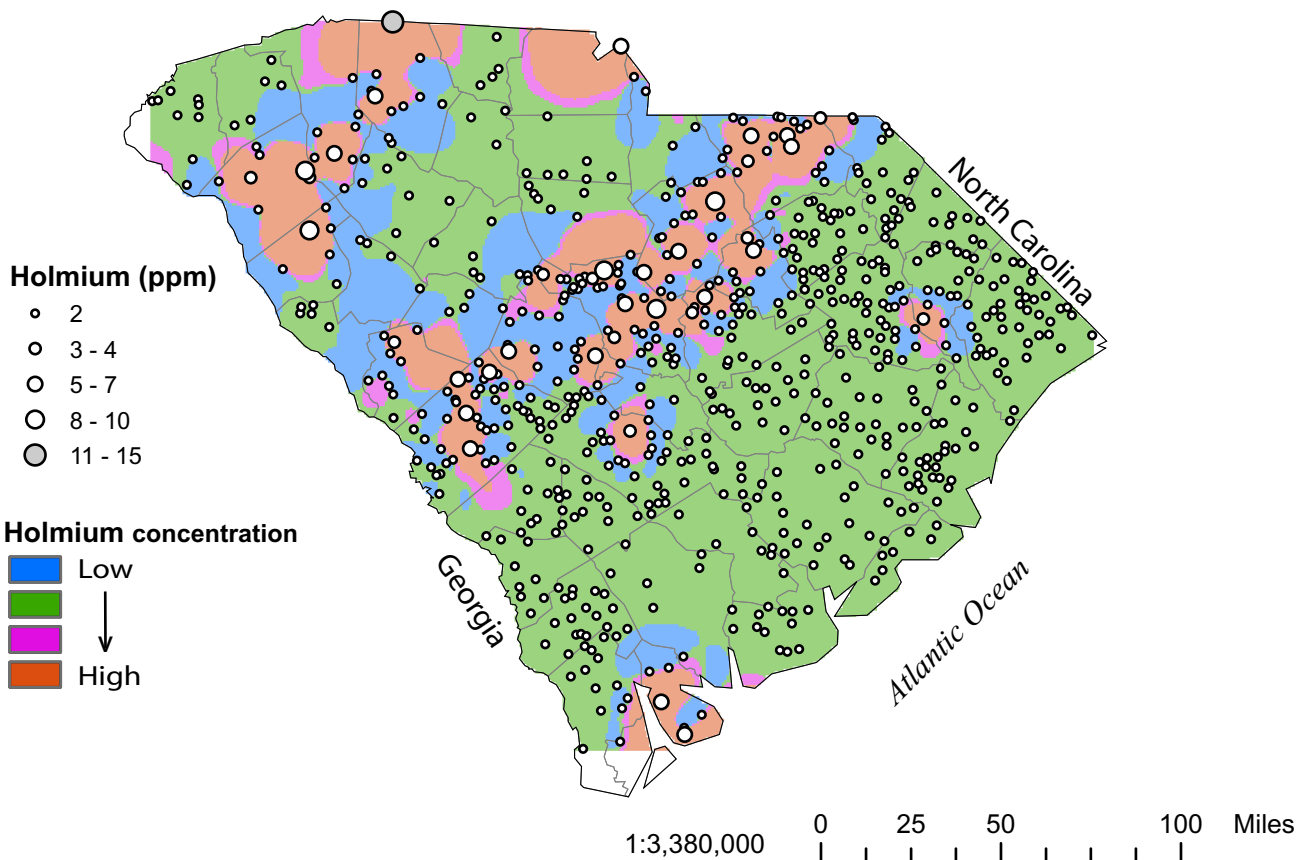 North Carolina
Holmium (ppm)
2
3 - 4
5 - 7
8 - 10
11 - 15
Holmium concentration
Low
High
Georgia
Atlantic Ocean
1:3,380,000
0 25 50 100 Miles